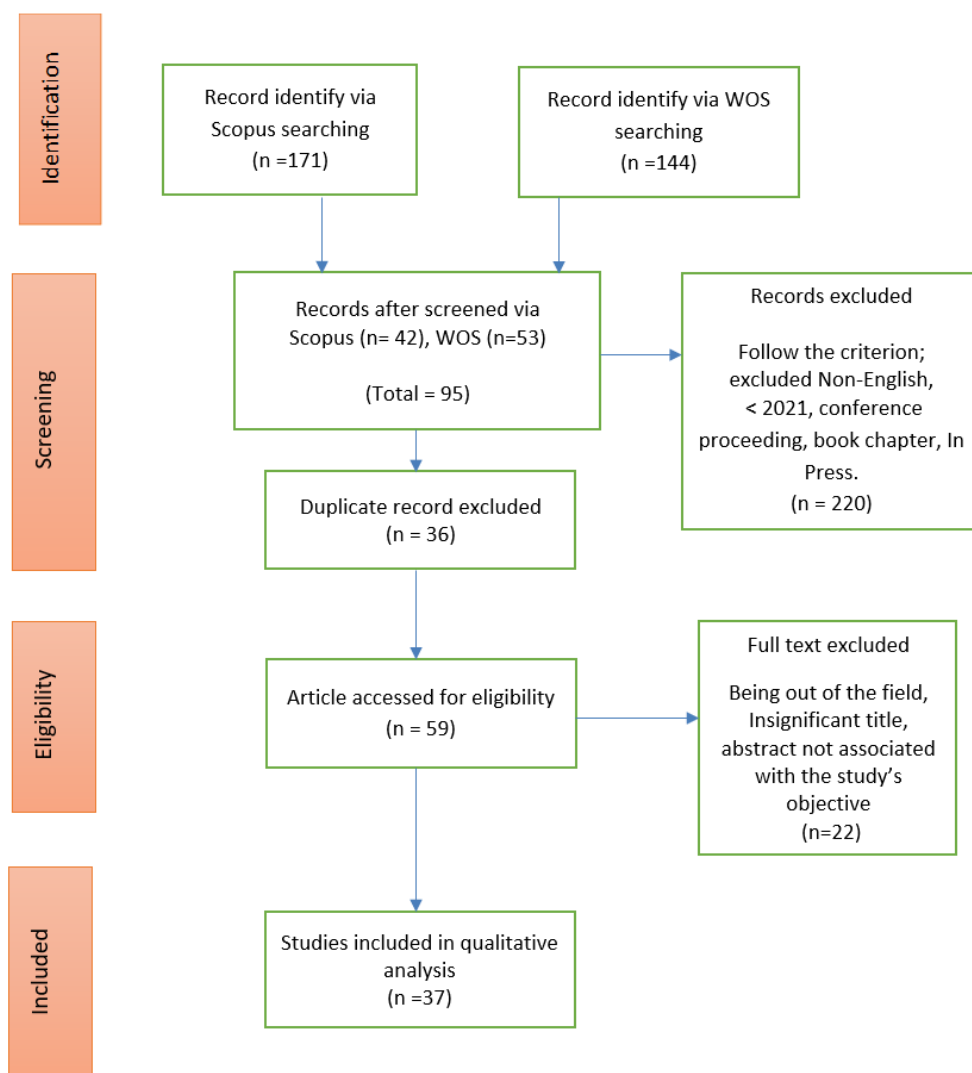 Identification
Record identify via
Scopus searching
(n =171)
Record identify via WOS
searching
(n =144)
Screening
Records after screened via
Scopus (n= 42), WOS (n=53)
(Total = 95)
Records excluded
Follow the criterion;
excluded Non-English,
< 2021, conference
proceeding, book chapter, In
Press.
(n = 220)
Duplicate record excluded
(n = 36)
Eligibility
Article accessed for eligibility
(n = 59)
Full text excluded
Being out of the field,
Insignificant title,
abstract not associated
with the study’s
objective
(n=22)
Included
Studies included in qualitative
analysis
(n =37)